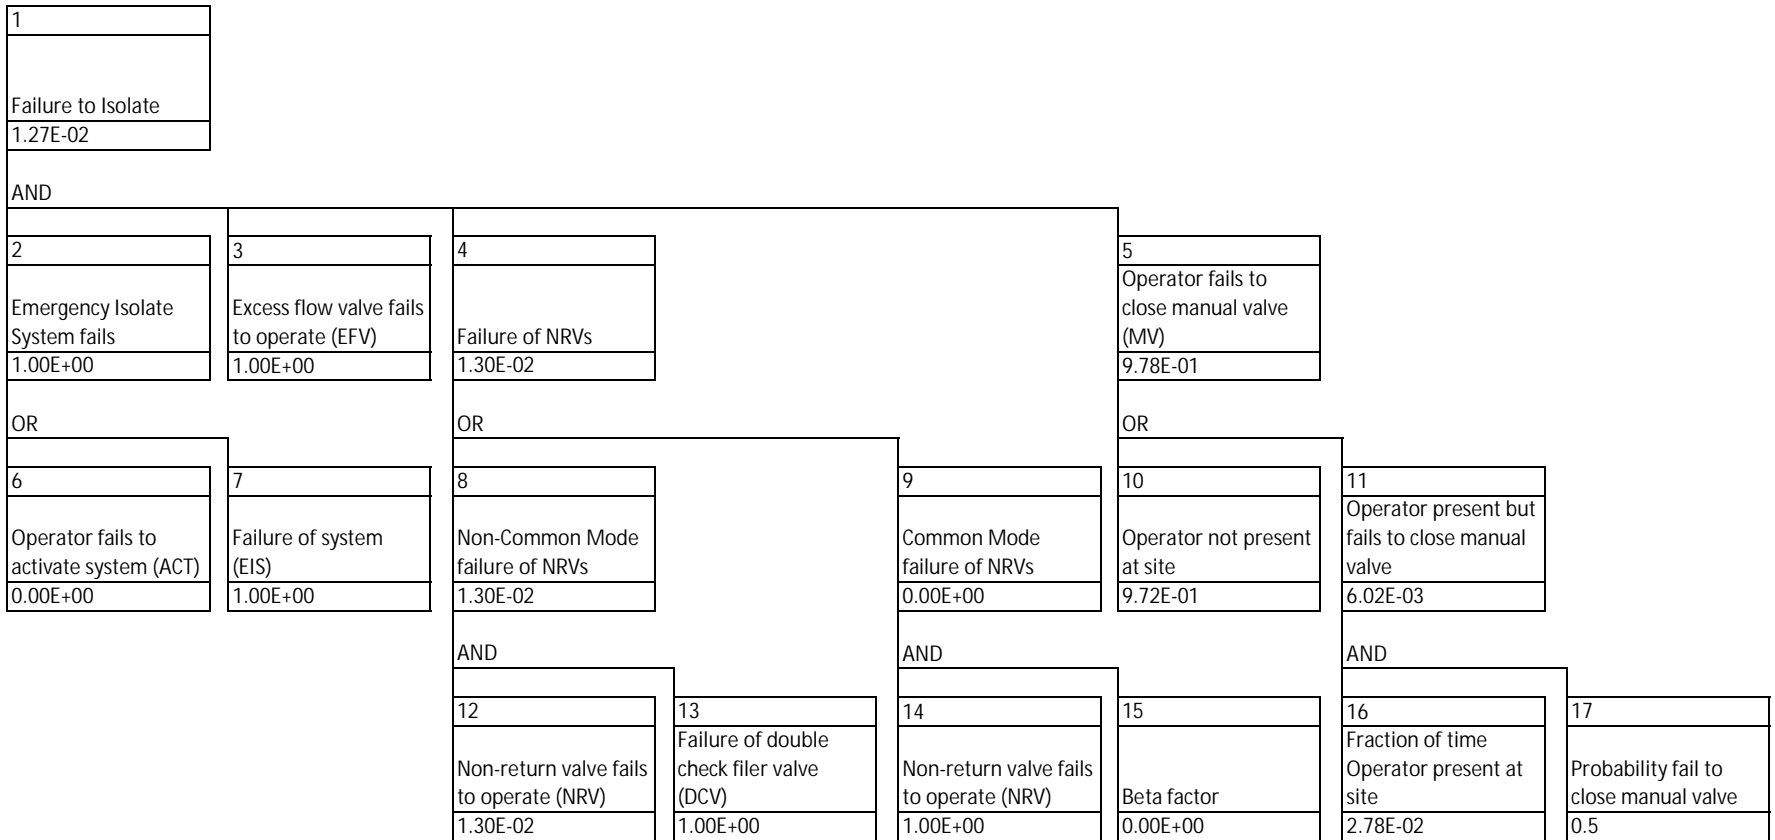 1
Failure to Isolate
1.27E-02
AND
2
Emergency Isolate
System fails
1.00E+00
3
Excess flow valve fails
to operate (EFV)
1.00E+00
4
Failure of NRVs
1.30E-02
5
Operator fails to
close manual valve
(MV)
9.78E-01
OR
OR
OR
6
Operator fails to
activate system (ACT)
0.00E+00
7
Failure of system
(EIS)
1.00E+00
8
Non-Common Mode
failure of NRVs
1.30E-02
9
Common Mode
failure of NRVs
0.00E+00
10
Operator not present
at site
9.72E-01
11
Operator present but
fails to close manual
valve
6.02E-03
AND
AND
AND
12
Non-return valve fails
to operate (NRV)
1.30E-02
13
Failure of double
check filer valve
(DCV)
1.00E+00
14
Non-return valve fails
to operate (NRV)
1.00E+00
15
Beta factor
0.00E+00
16
Fraction of time
Operator present at
site
2.78E-02
17
Probability fail to
close manual valve
0.5